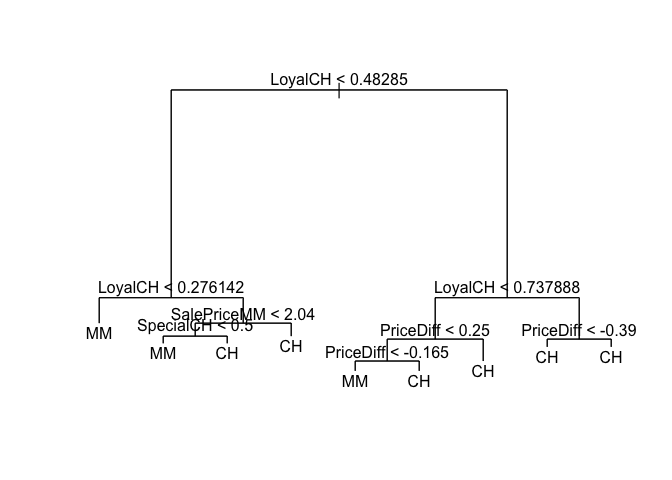 LoyalCH < 0.48285
LoyalCH < 0.276142
LoyalCH < 0.737888
SalePriceMM < 2.04
SpecialCH < 0.5
MM
PriceDiff < 0.25
PriceDiff < -0.39
MM
CH
CH
PriceDiff < -0.165
CH
CH
CH
MM
CH